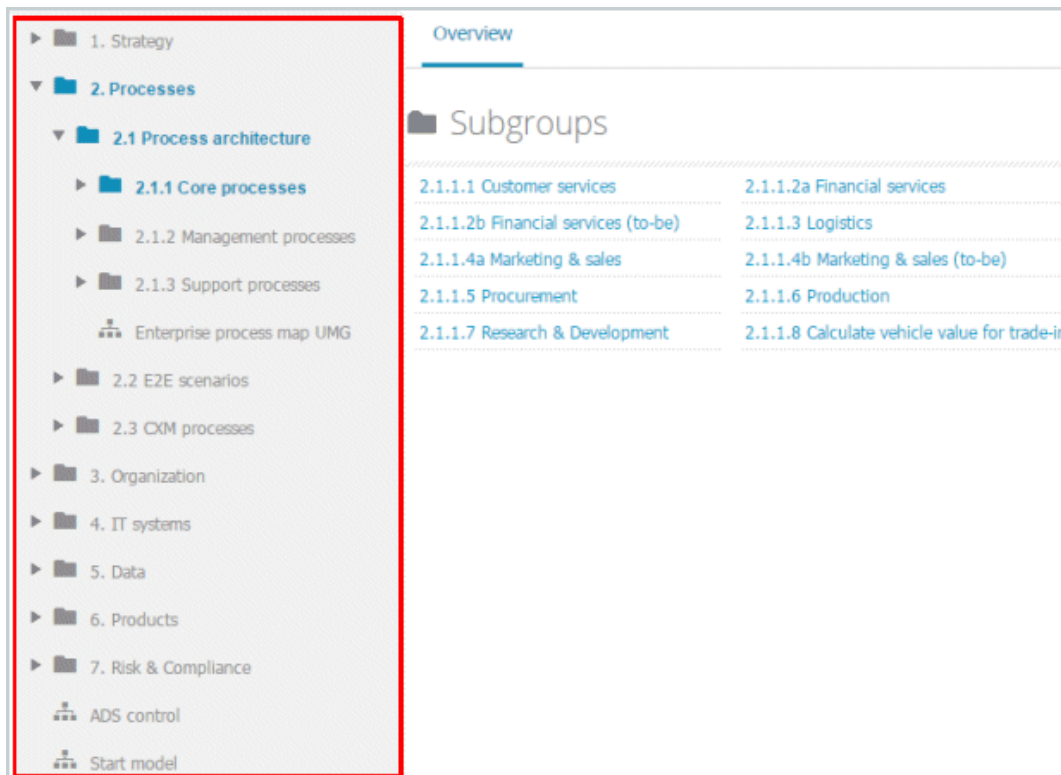 1. Strategy
2. Processes
2.1 Process architecture
2.1.1 Core processes
2.1.2 Management processes
2.1.3 Support processes
Enterprise process map UMG
2.2 E2E scenarios
2.3 CXM processes
3. Organization
4. IT systems
5. Data
6. Products
7. Risk & Compliance
ADS control
Start model
Overview
Subgroups
2.1.1.1 Customer services 2.1.1.2a Financial services
2.1.1.2b Financial services (to-be) 2.1.1.3 Logistics
2.1.1.4a Marketing & sales 2.1.1.4b Marketing & sales (to-be)
2.1.1.5 Procurement 2.1.1.6 Production
2.1.1.7 Research & Development 2.1.1.8 Calculate vehicle value for